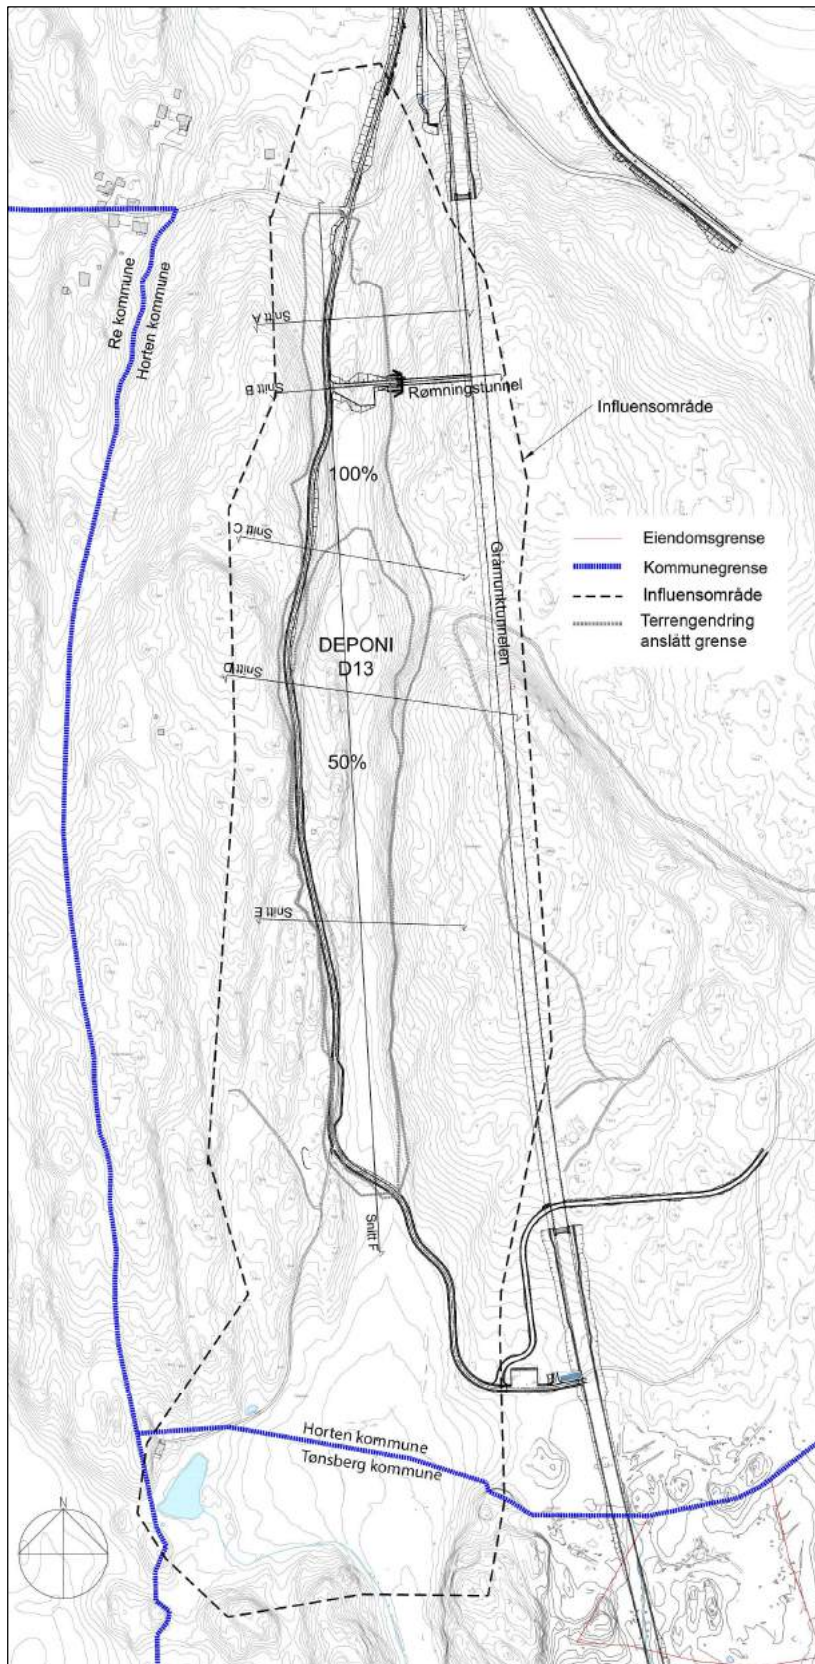 Re kommune
Horten kommune
Snitt A
Snitt B
Rømningstunnel
Influensområde
100%
Snitt C
Gråmunktunnelen
Eiendomsgrense
Kommunegrense
Influensområde
Terrengendring
anslått grense
DEPONI
D13
Snitt D
50%
Snitt E
Snitt F
Horten kommune
Tønsberg kommune
N